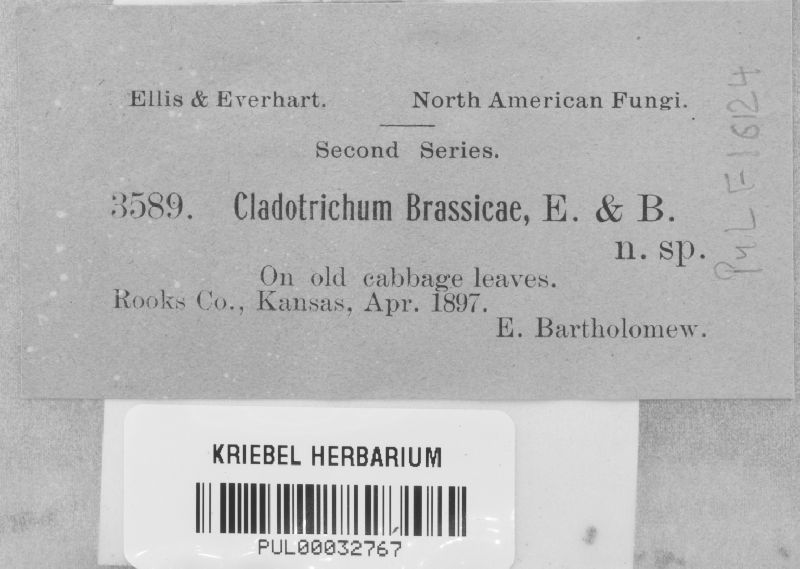 Ellis & Everhart. North American Fungi.
Second Series.
3589. Cladotrichum Brassicae, E. & B.
n. sp.
On old cabbage leaves.
Rooks Co., Kansas, Apr. 1897.
E. Bartholomew.
PUL F 16124
KRIEBEL HERBARIUM
PUL00032767